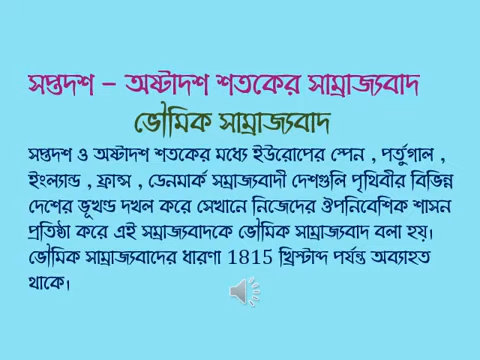 সপ্তদশ – অষ্টাদশ শতকের সাম্রাজ্যবাদ
ভৌমিক সাম্রাজ্যবাদ
সপ্তদশ ও অষ্টাদশ শতকের মধ্যে ইউরোপের স্পেন , পর্তুগাল ,
ইংল্যান্ড , ফ্রান্স , ডেনমার্ক সম্রাজ্যবাদী দেশগুলি পৃথিবীর বিভিন্ন
দেশের ভূখন্ড দখল করে সেখানে নিজেদের ঔপনিবেশিক শাসন
প্রতিষ্ঠা করে এই সম্রাজ্যবাদকে ভৌমিক সাম্রাজ্যবাদ বলা হয়।
ভৌমিক সাম্রাজ্যবাদের ধারণা 1815 খ্রিস্টাব্দ পর্যন্ত অব্যাহত
থাকে।